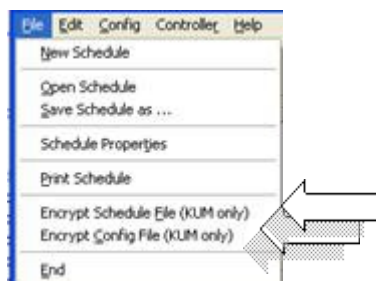 File Edit Config Controller Help
New Schedule
Open Schedule
Save Schedule as ...
Schedule Properties
Print Schedule
Encrypt Schedule File (KUM only)
Encrypt Config File (KUM only)
End